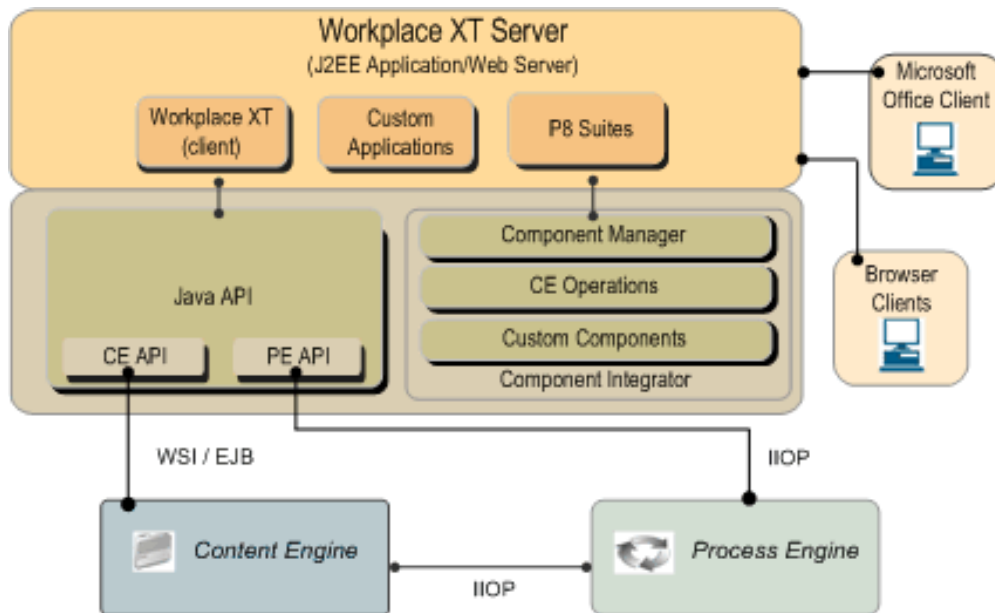 Workplace XT Server
(J2EE Application/Web Server)
Workplace XT
(client)
Custom
Applications
P8 Suites
Microsoft
Office Client
Browser
Clients
Java API
CE API
PE API
Component Manager
CE Operations
Custom Components
Component Integrator
WSI / EJB
IIOP
Content Engine
IIOP
Process Engine